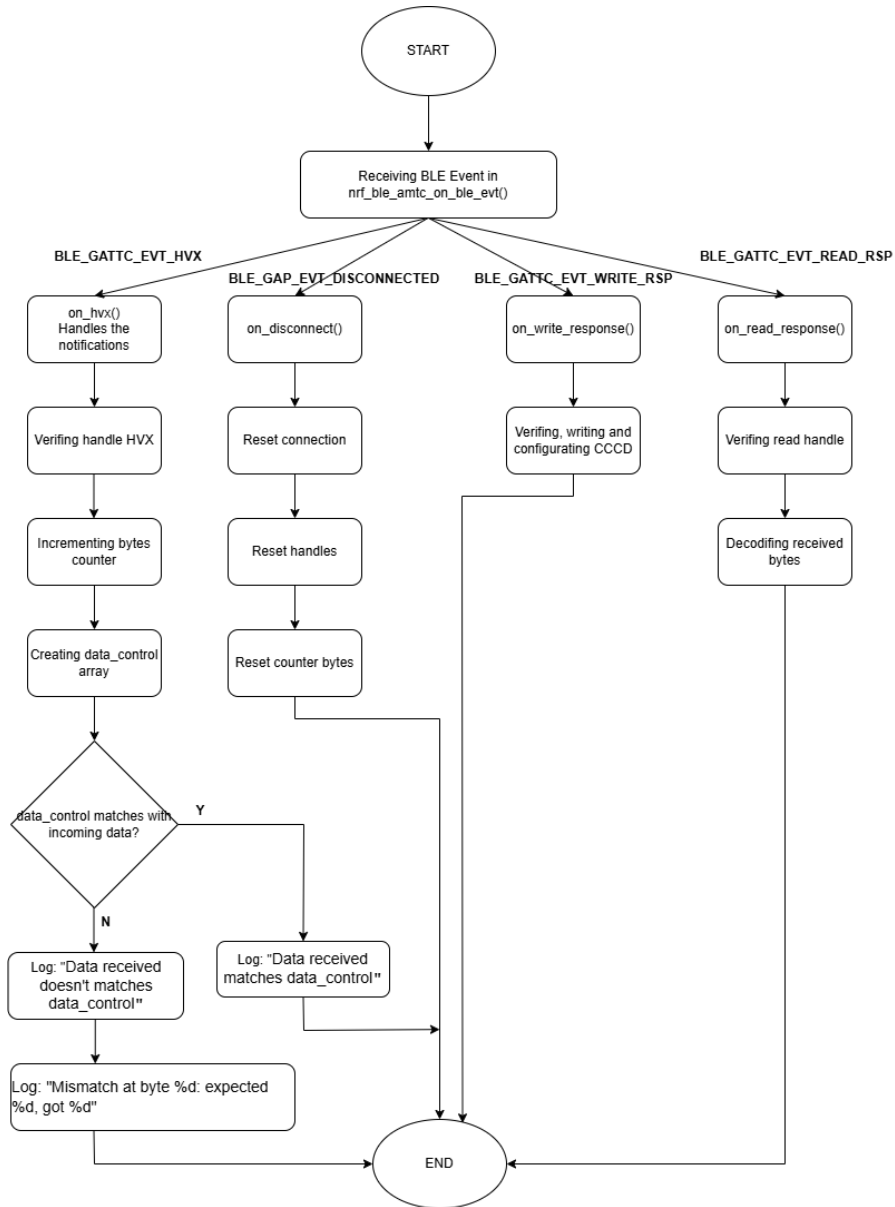 START
Receiving BLE Event in
nrf_ble_amtc_on_ble_evt()
BLE_GATTC_EVT_HVX
BLE_GAP_EVT_DISCONNECTED
BLE_GATTC_EVT_WRITE_RSP
BLE_GATTC_EVT_READ_RSP
on_hvx()
Handles the
notifications
on_disconnect()
on_write_response()
on_read_response()
Verifing handle HVX
Reset connection
Verifing, writing and
configurating CCCD
Verifing read handle
Incrementing bytes
counter
Reset handles
Decodifing received
bytes
Creating data_control
array
Reset counter bytes
data_control matches with
incoming data?
Y
N
Log: "Data received
doesn't matches
data_control"
Log: "Data received
matches data_control"
Log: "Mismatch at byte %d: expected
%d, got %d"
END